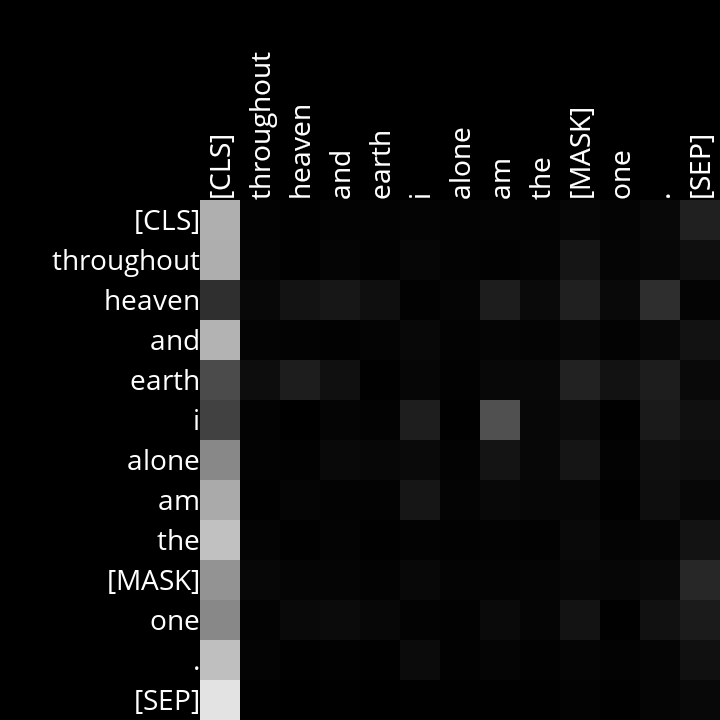 [CLS] throughout heaven and earth i alone am the [MASK] one . [SEP]
[CLS]
throughout
heaven
and
earth
i
alone
am
the
[MASK]
one
.
[SEP]